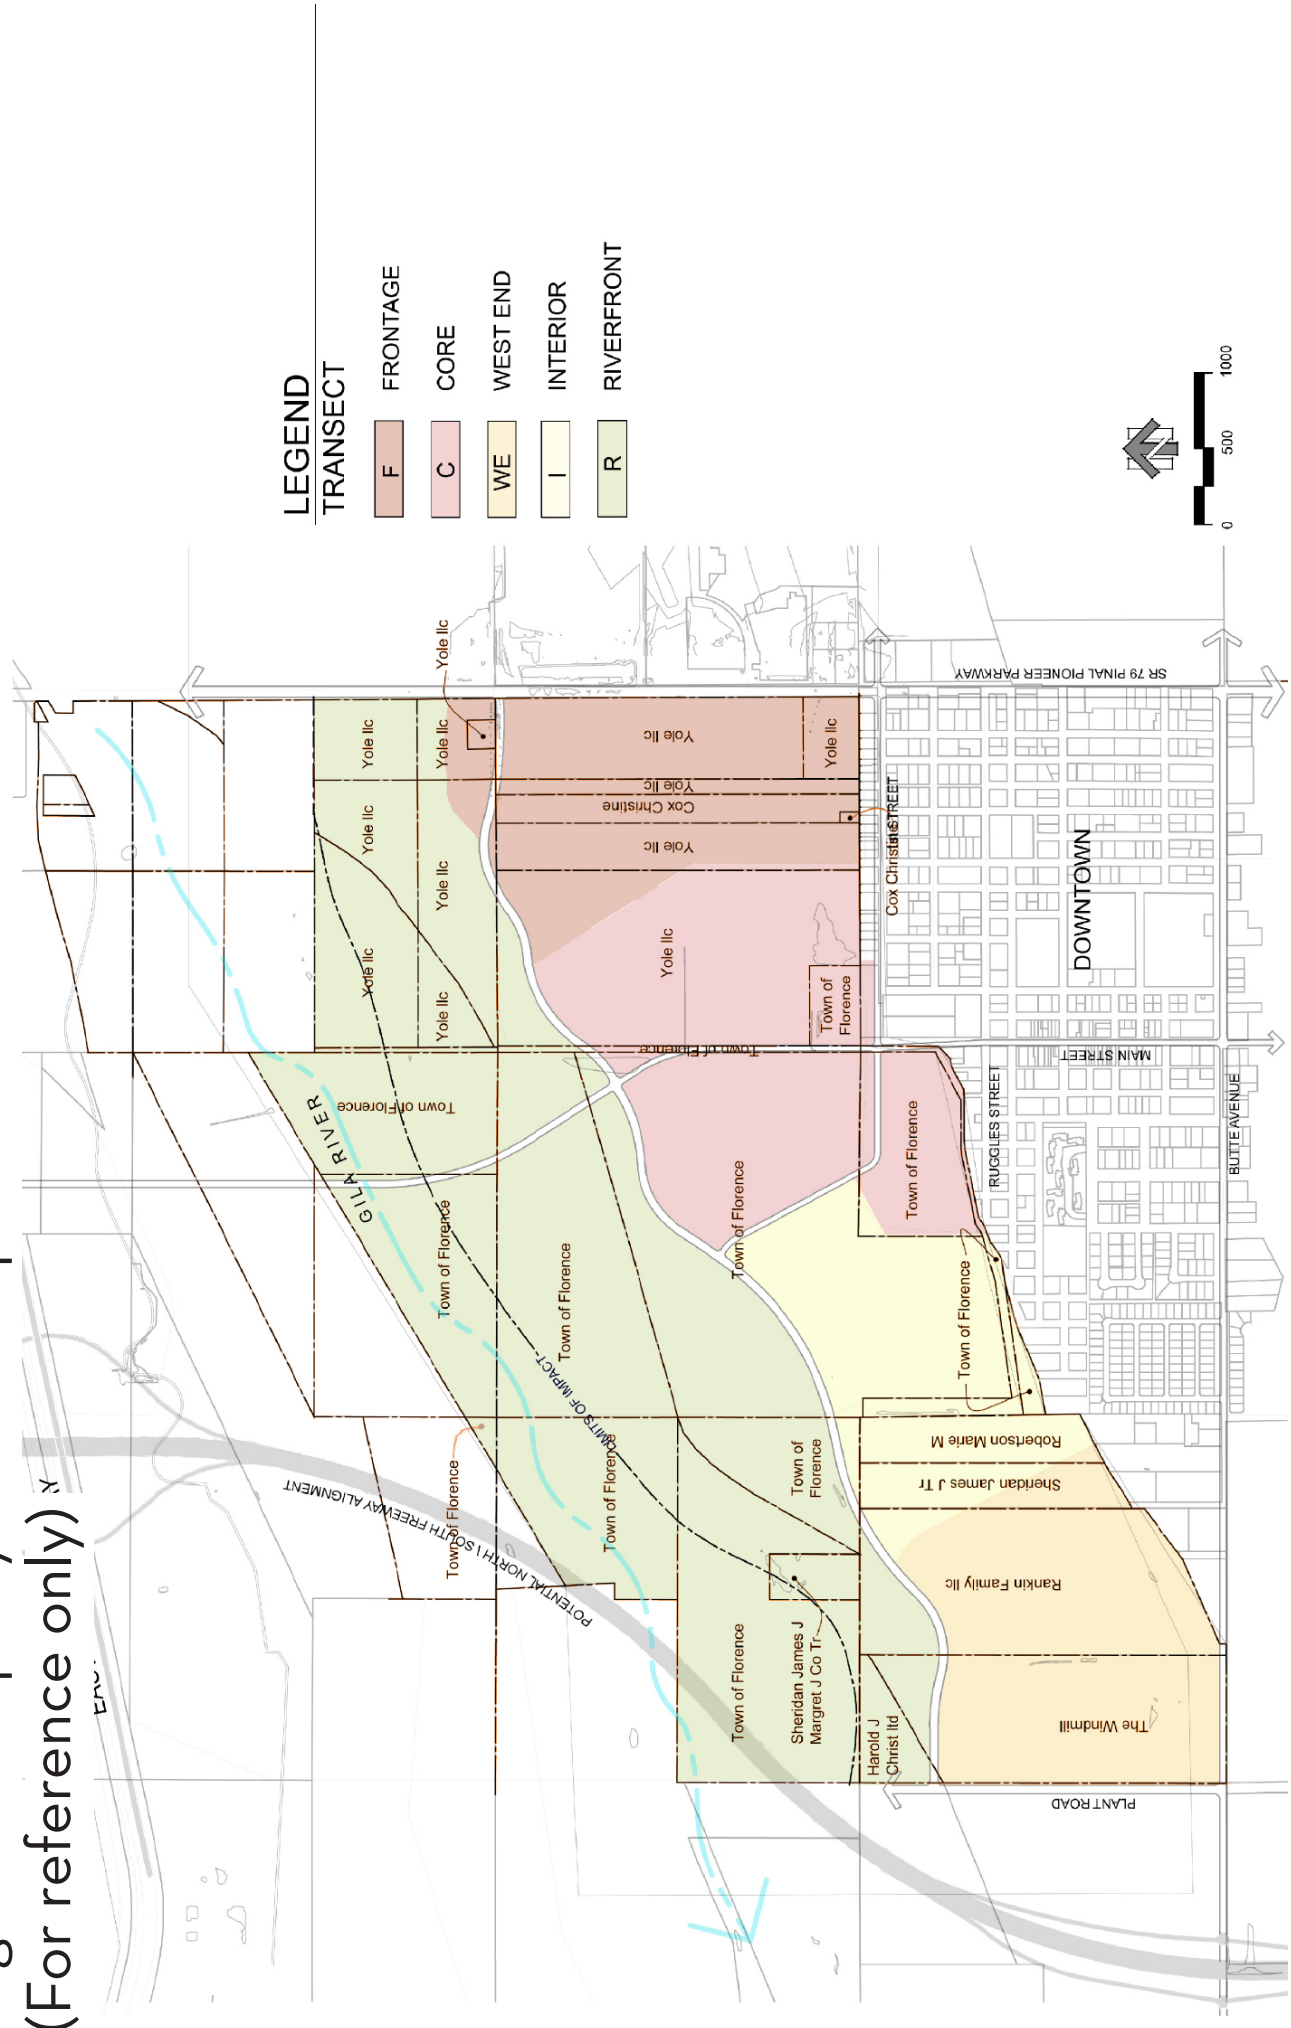 (For reference only)
LEGEND
TRANSECT
F FRONTAGE
C CORE
WE WEST END
I INTERIOR
R RIVERFRONT
0 500 1000
GILA RIVER
POTENTIAL NORTH \ SOUTH FREEWAY ALIGNMENT
LIMITS OF IMPACT
SR 79 PINAL PIONEER PARKWAY
DOWNTOWN
MAIN STREET
RUGGLES STREET
BUTTE AVENUE
PLANT ROAD
STREET
Yole llc
Yole llc
Yole llc
Yole llc
Yole llc
Yole llc
Yole llc
Yole llc
Yole llc
Yole llc
Yole llc
Cox Christine
Yole llc
Yole llc
Cox Christine
Town of
Florence
Town of Florence
Town of Florence
Town of Florence
Town of Florence
Town of Florence
Town of Florence
Town of Florence
Town of Florence
Town of Florence
Town of
Florence
Town of Florence
Robertson Marie M
Sheridan James J Tr
Rankin Family llc
Sheridan James J
Margret J Co Tr
Harold J
Christ ltd
The Windmill